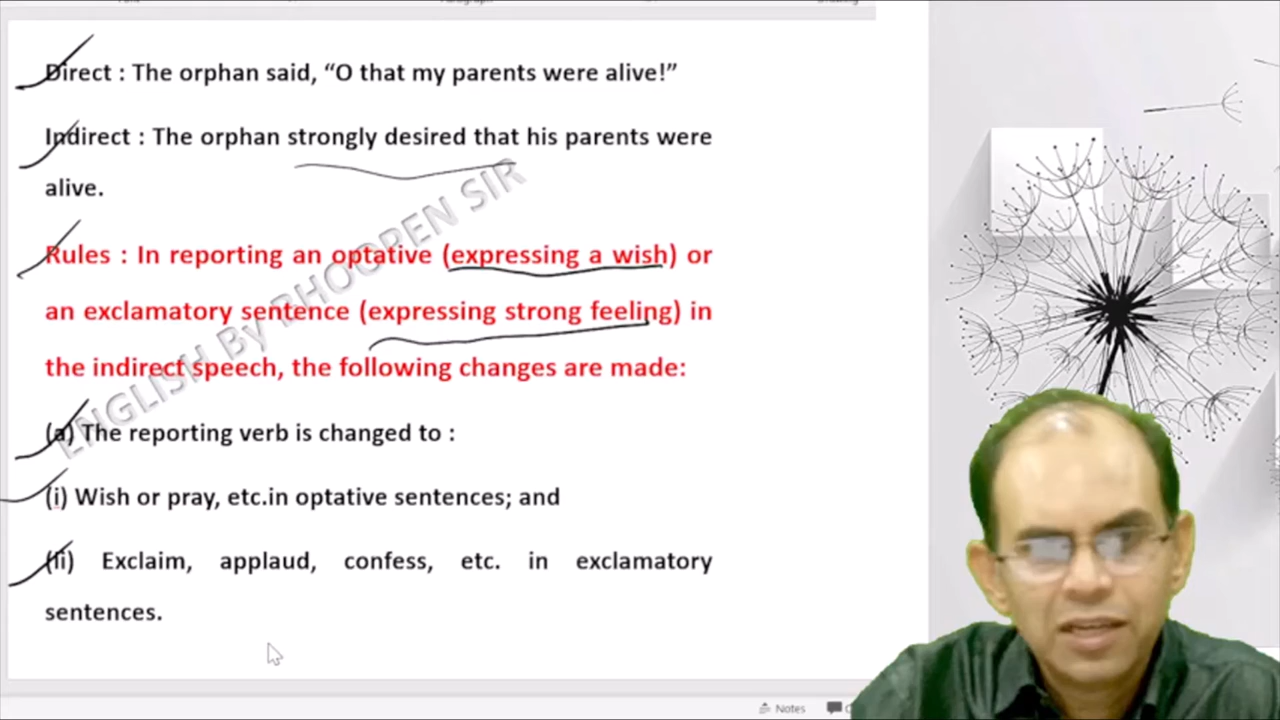 Direct : The orphan said, “O that my parents were alive!”
Indirect : The orphan strongly desired that his parents were
alive.
Rules : In reporting an optative (expressing a wish) or
an exclamatory sentence (expressing strong feeling) in
the indirect speech, the following changes are made:
(a) The reporting verb is changed to :
(i) Wish or pray, etc.in optative sentences; and
(ii) Exclaim, applaud, confess, etc. in exclamatory
sentences.
ENGLISH By BHOOPEN SIR
Notes